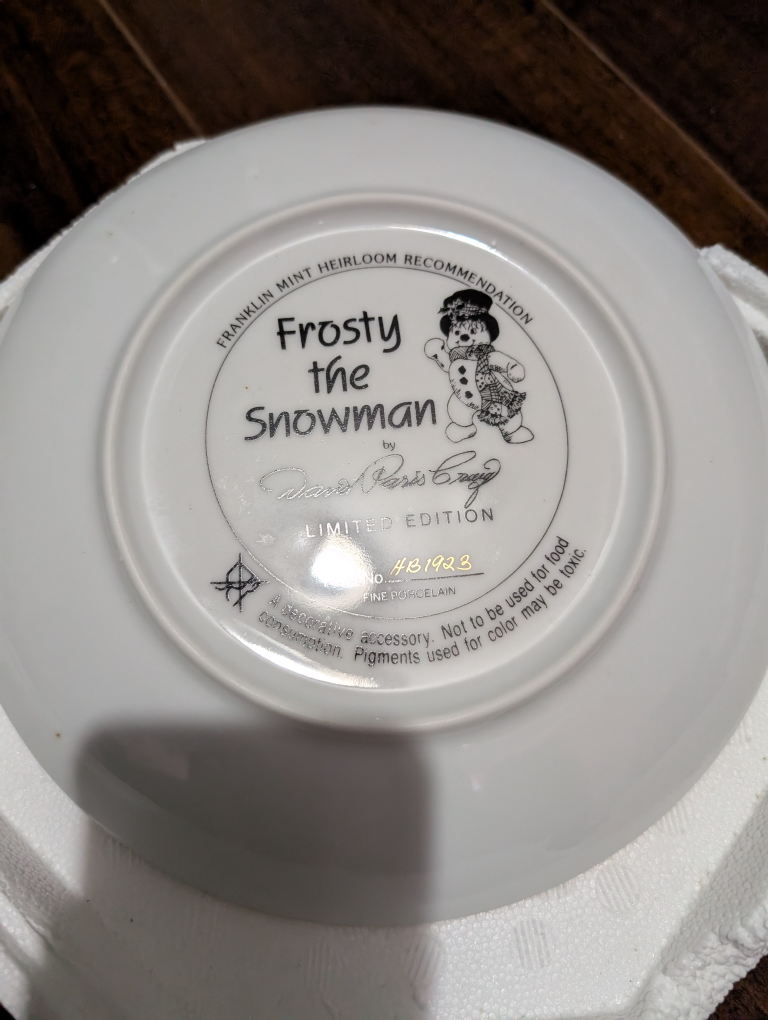 FRANKLIN MINT HEIRLOOM RECOMMENDATION
Frosty
the
Snowman
by
David Paris Craig
LIMITED EDITION
No. HB1923
FINE PORCELAIN
A decorative accessory. Not to be used for food
consumption. Pigments used for color may be toxic.